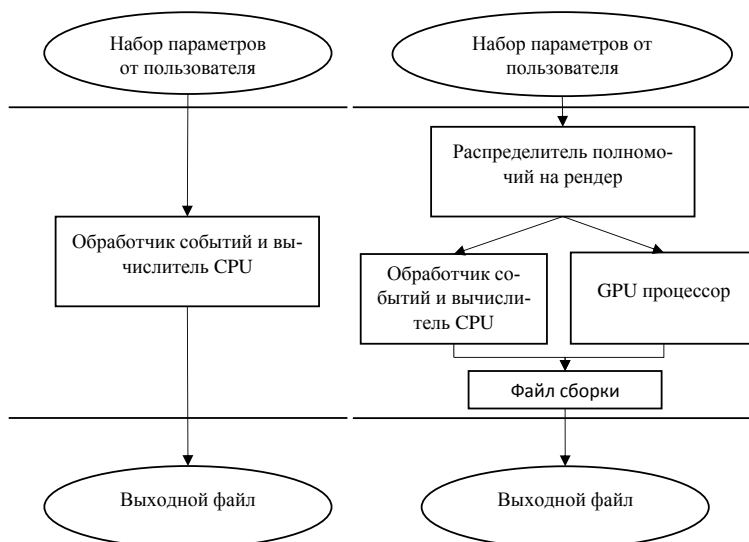 Набор параметров
от пользователя
Обработчик событий и вы-
числитель CPU
Выходной файл
Набор параметров от
пользователя
Распределитель полномо-
чий на рендер
Обработчик со-
бытий и вычисли-
тель CPU
GPU процессор
Файл сборки
Выходной файл